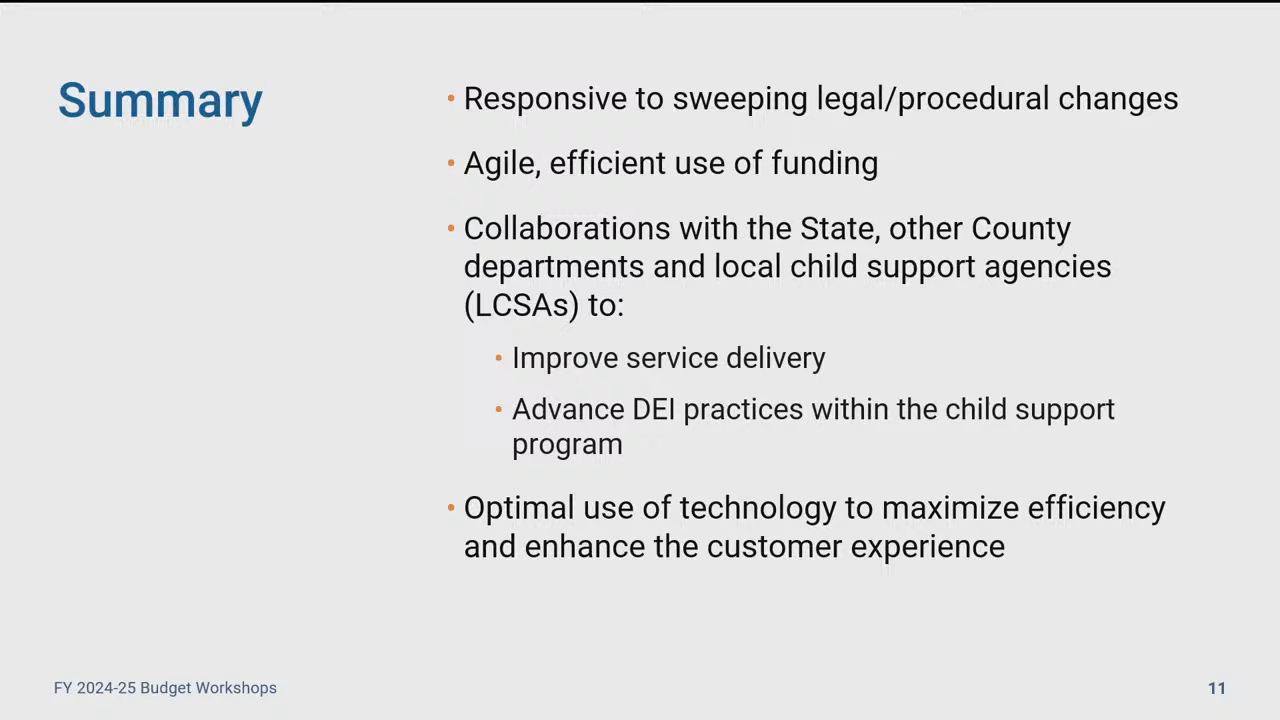 Summary
• Responsive to sweeping legal/procedural changes
• Agile, efficient use of funding
• Collaborations with the State, other County
departments and local child support agencies
(LCSAs) to:
• Improve service delivery
• Advance DEI practices within the child support
program
• Optimal use of technology to maximize efficiency
and enhance the customer experience
FY 2024-25 Budget Workshops
11